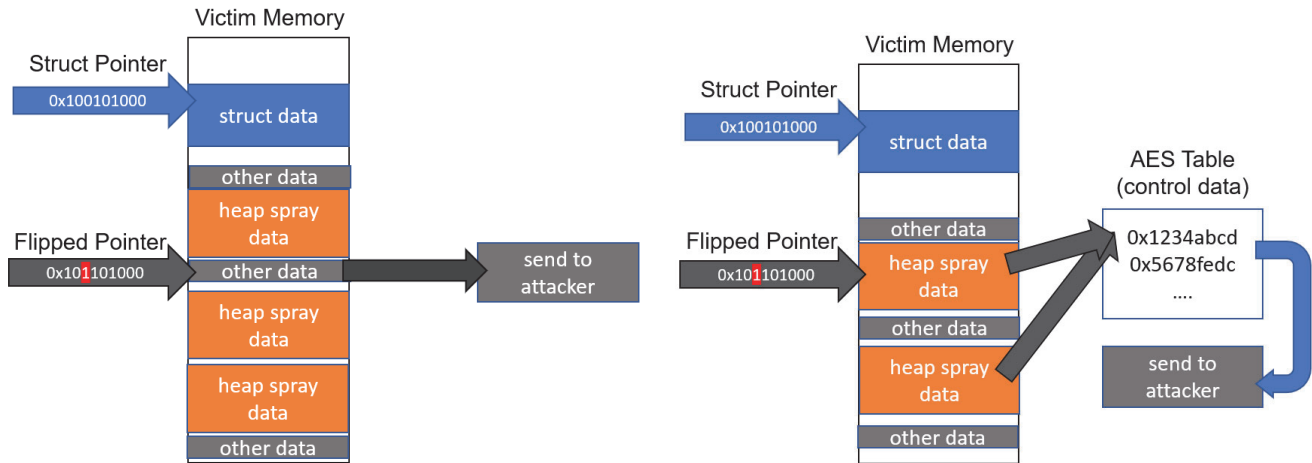 Victim Memory
Struct Pointer
0x100101000
struct data
other data
heap spray
data
Flipped Pointer
0x101101000
other data
send to
attacker
heap spray
data
heap spray
data
other data
Victim Memory
Struct Pointer
0x100101000
struct data
AES Table
(control data)
other data
Flipped Pointer
0x101101000
heap spray
data
0x1234abcd
0x5678fedc
....
other data
heap spray
data
send to
attacker
other data